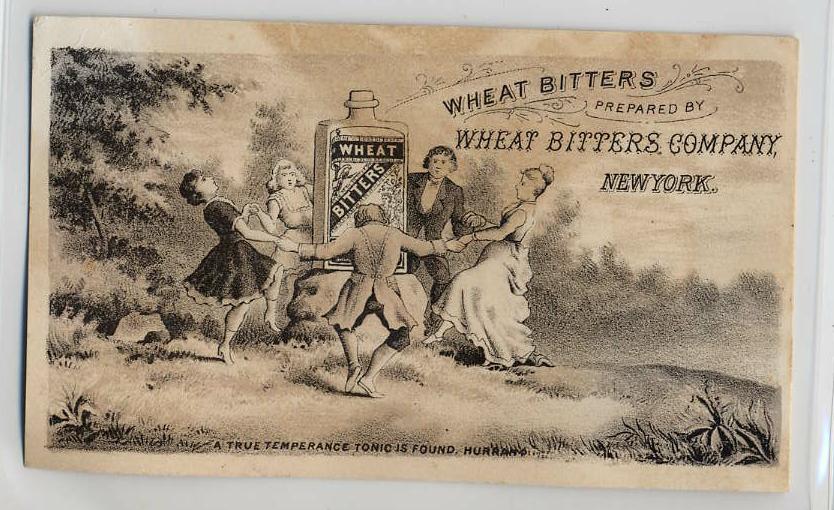 WHEAT BITTERS
PREPARED BY
WHEAT BITTERS COMPANY,
NEW YORK.
WHEAT
BITTERS
A TRUE TEMPERANCE TONIC IS FOUND. HURRAH